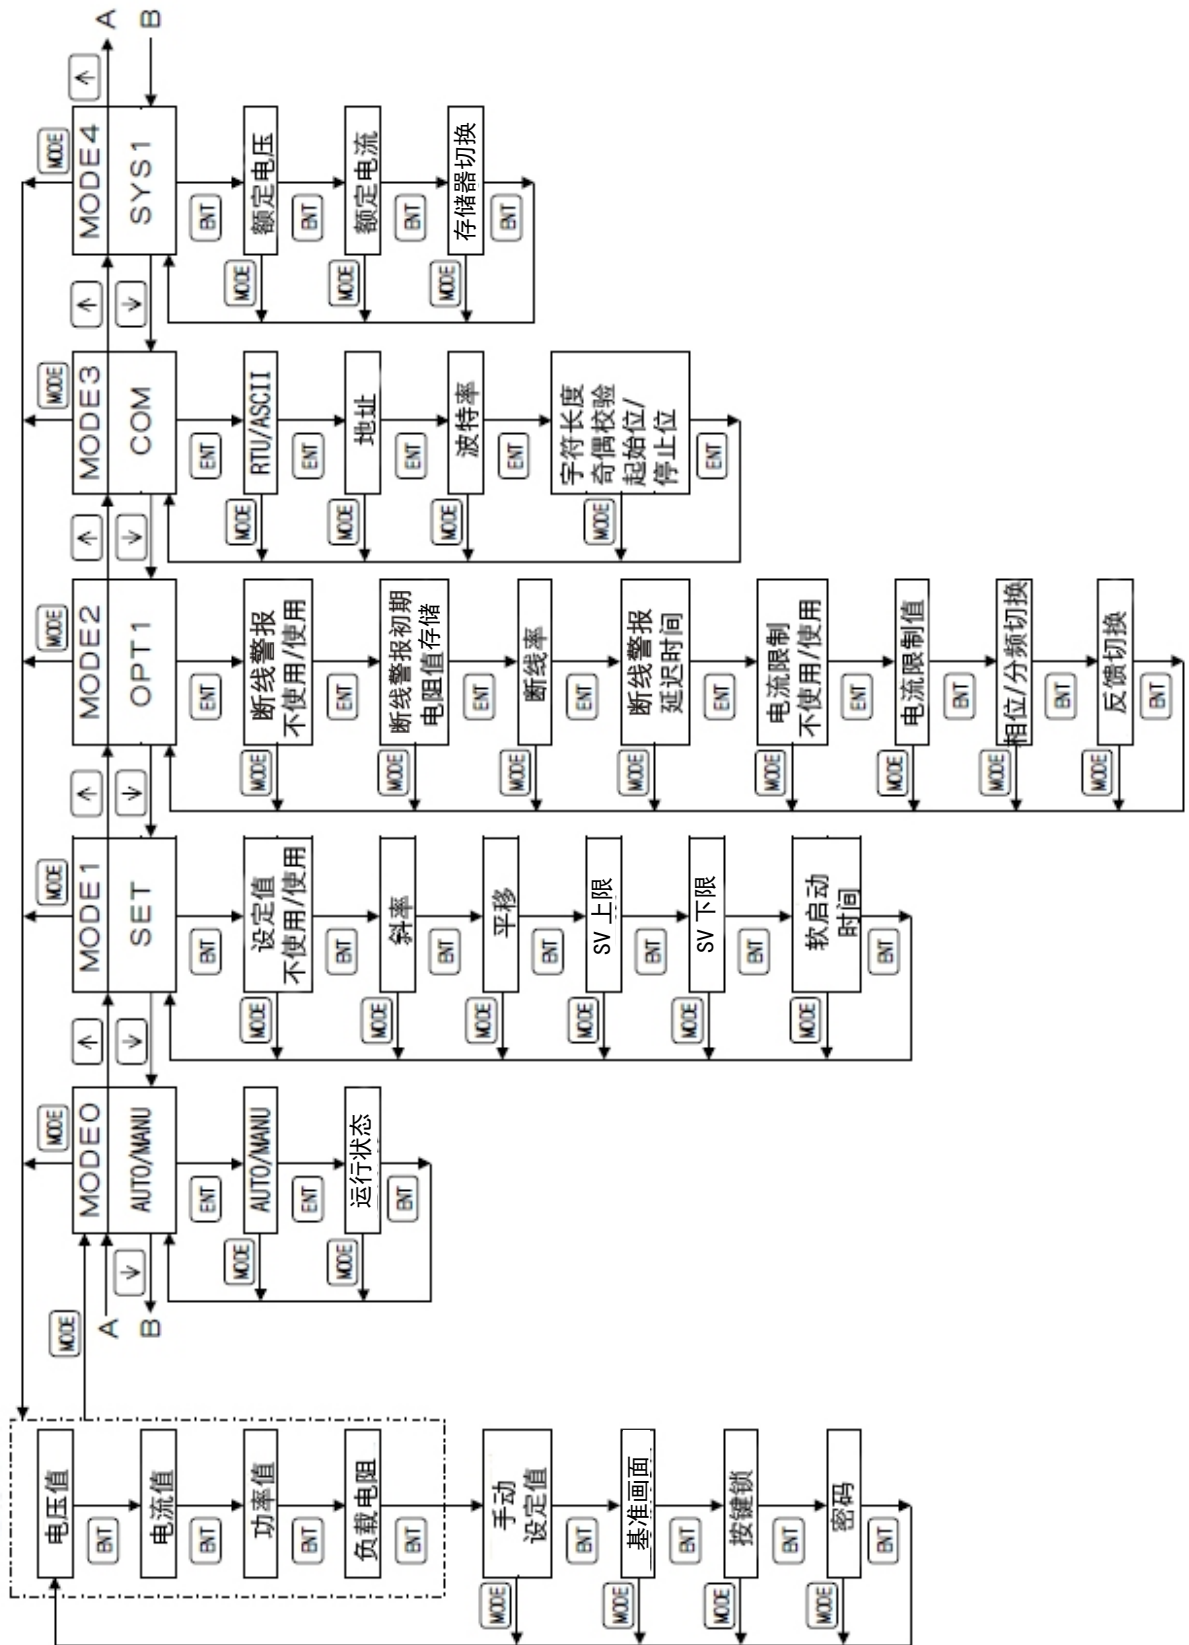 电压值
ENT
电流值
ENT
功率值
ENT
负载电阻
ENT
手动
设定值
MODE
ENT
基准画面
MODE
ENT
按键锁
MODE
ENT
密码
MODE
ENT
MODE
A
B
↓
MODE
MODE0
AUTO/MANU
ENT
AUTO/MANU
MODE
ENT
运行状态
MODE
ENT
↑
↓
MODE
MODE1
SET
ENT
设定值
不使用/使用
MODE
ENT
斜率
MODE
ENT
平移
MODE
ENT
SV 上限
MODE
ENT
SV 下限
MODE
ENT
软启动
时间
MODE
ENT
↑
↓
MODE
MODE2
OPT1
ENT
断线警报
不使用/使用
MODE
ENT
断线警报初期
电阻值存储
MODE
ENT
断线率
MODE
ENT
断线警报
延迟时间
MODE
ENT
电流限制
不使用/使用
MODE
ENT
电流限制值
MODE
ENT
相位/分频切换
MODE
ENT
反馈切换
MODE
ENT
↑
↓
MODE
MODE3
COM
ENT
RTU/ASCII
MODE
ENT
地址
MODE
ENT
波特率
MODE
ENT
字符长度
奇偶校验
起始位/
停止位
MODE
ENT
↑
↓
MODE
MODE4
SYS1
ENT
额定电压
MODE
ENT
额定电流
MODE
ENT
存储器切换
MODE
ENT
↑
A
B